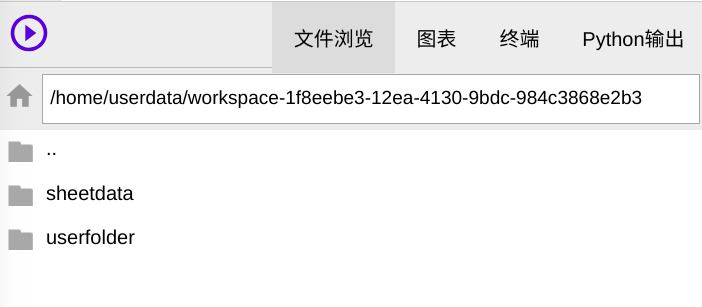 文件浏览 图表 终端 Python输出
/home/userdata/workspace-1f8eebe3-12ea-4130-9bdc-984c3868e2b3
..
sheetdata
userfolder